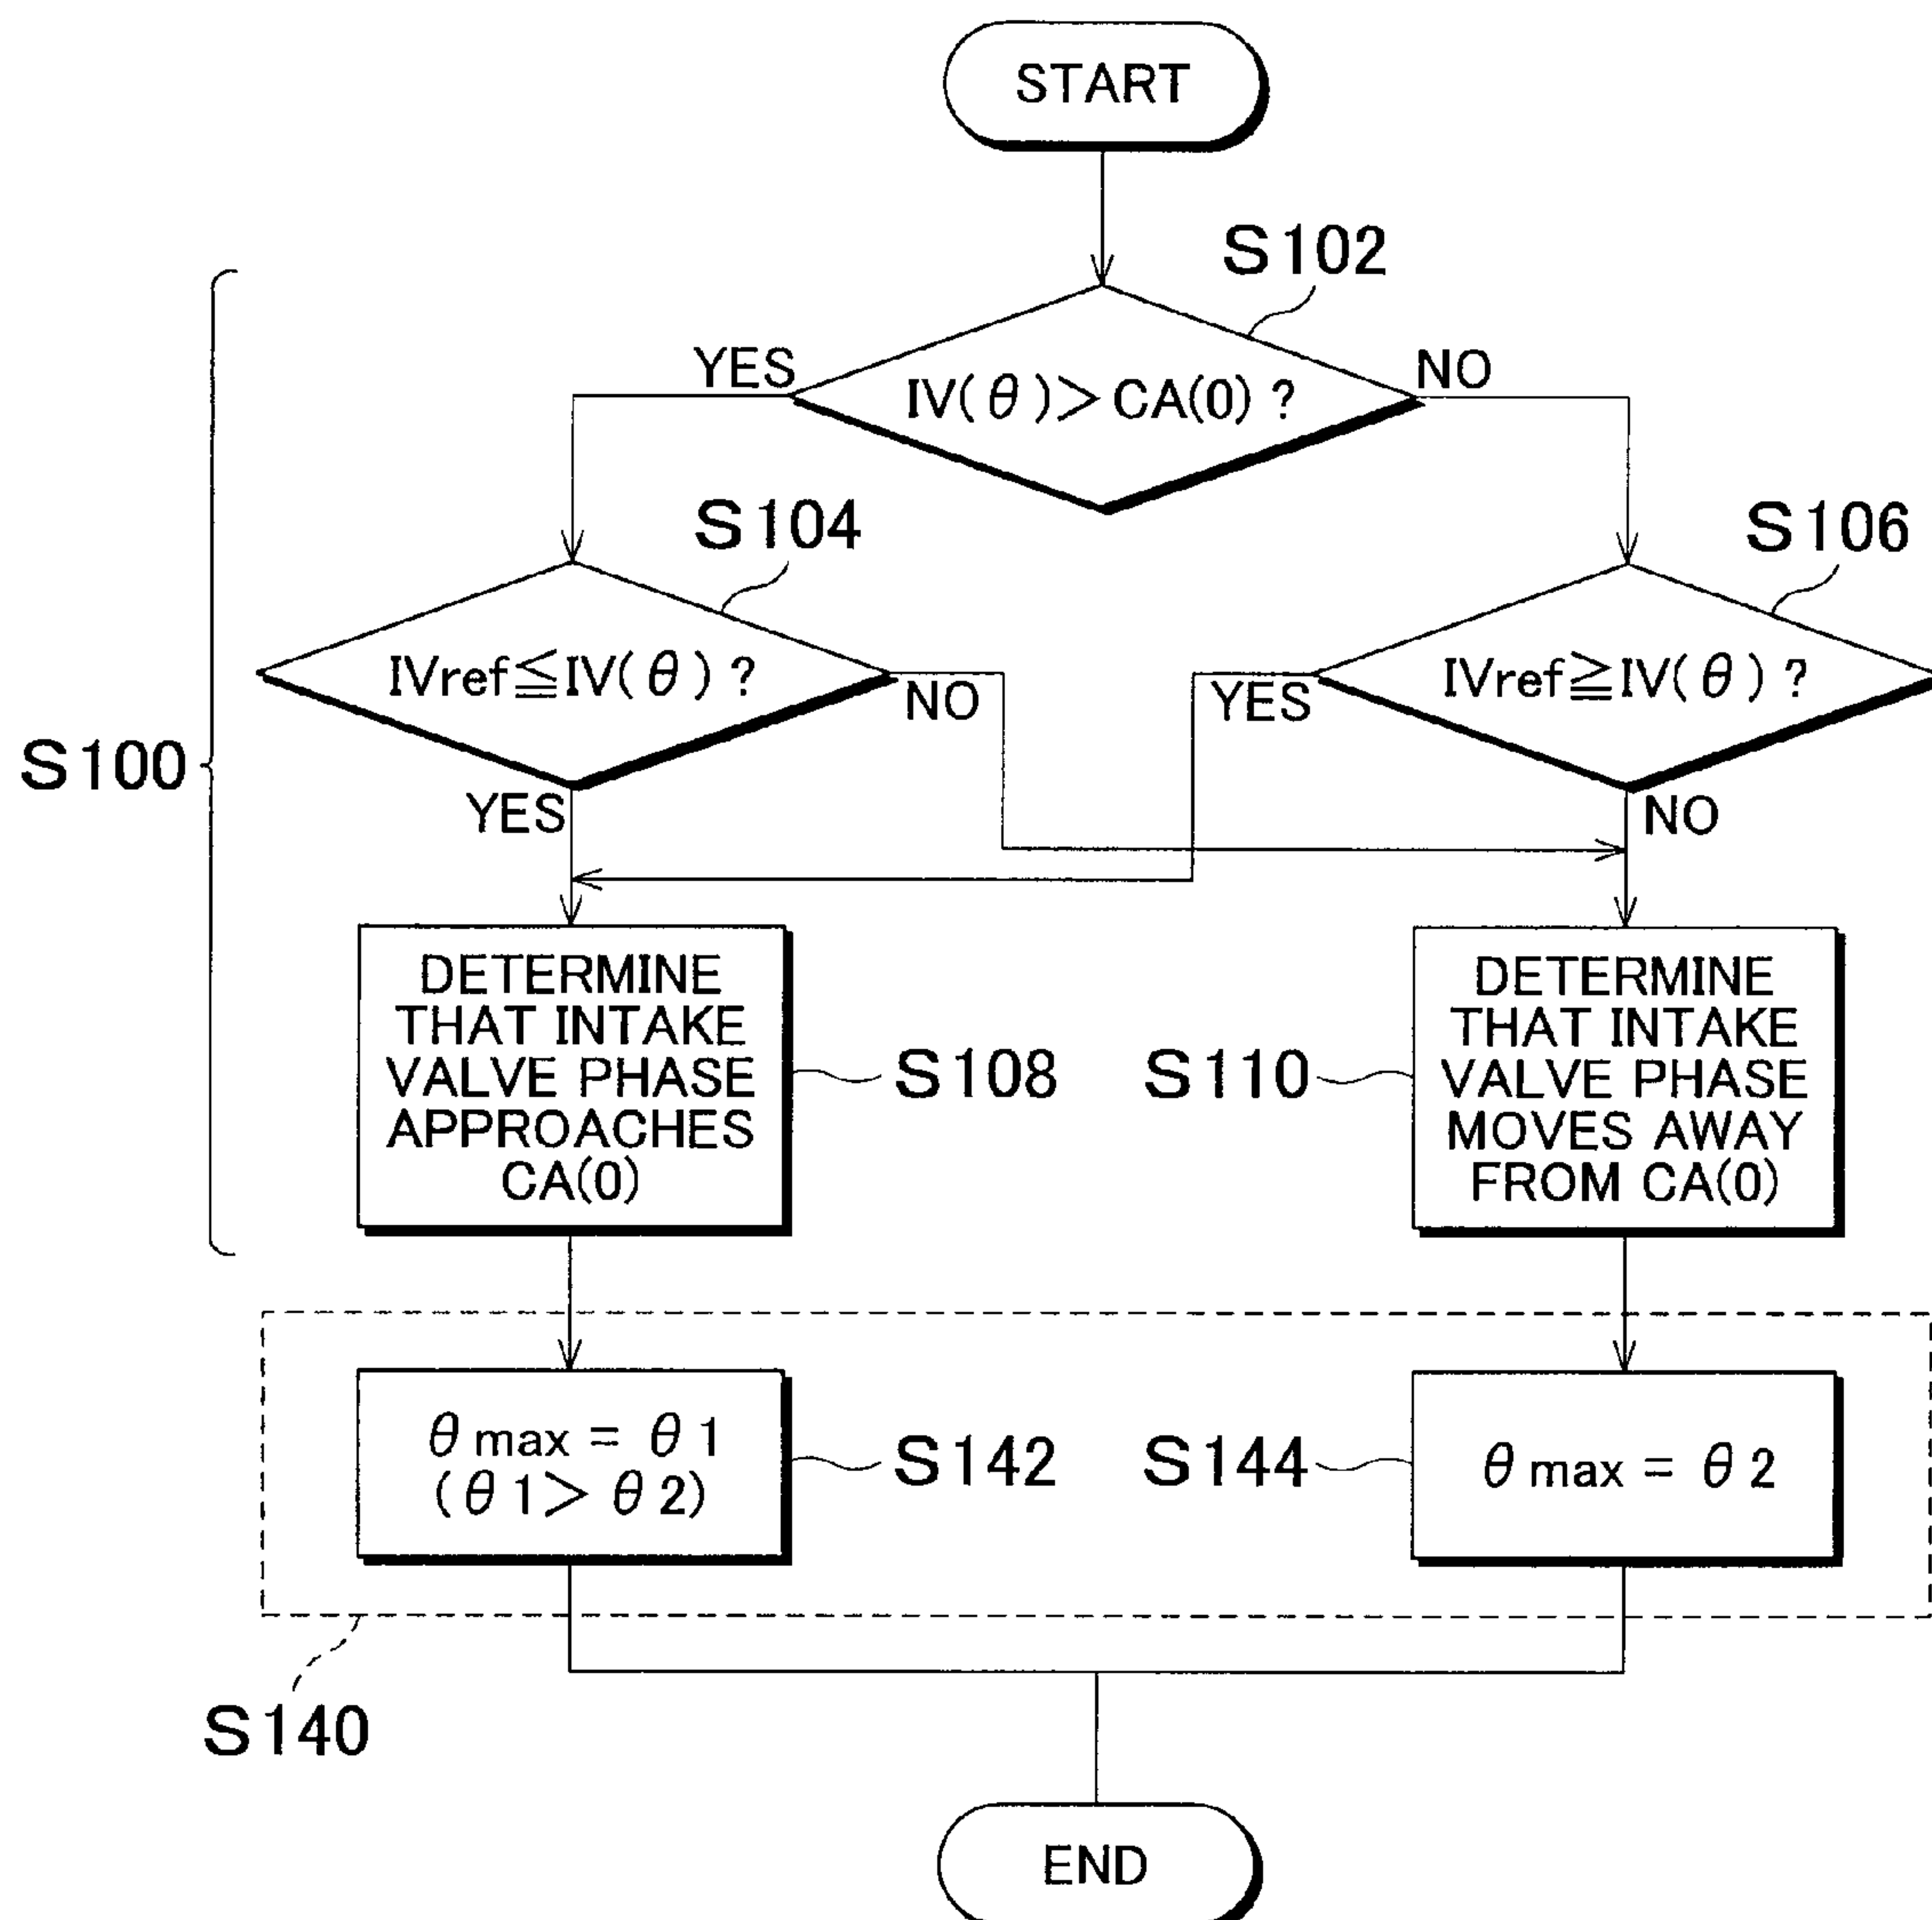 START
S102
YES
IV(θ)>CA(0)?
NO
S104
S106
IVref≦IV(θ)?
NO
YES
IVref≧IV(θ)?
S100
YES
NO
DETERMINE
THAT INTAKE
VALVE PHASE
APPROACHES
CA(0)
S108
S110
DETERMINE
THAT INTAKE
VALVE PHASE
MOVES AWAY
FROM CA(0)
θ max = θ 1
(θ 1> θ 2)
S142
S144
θ max = θ 2
S140
END